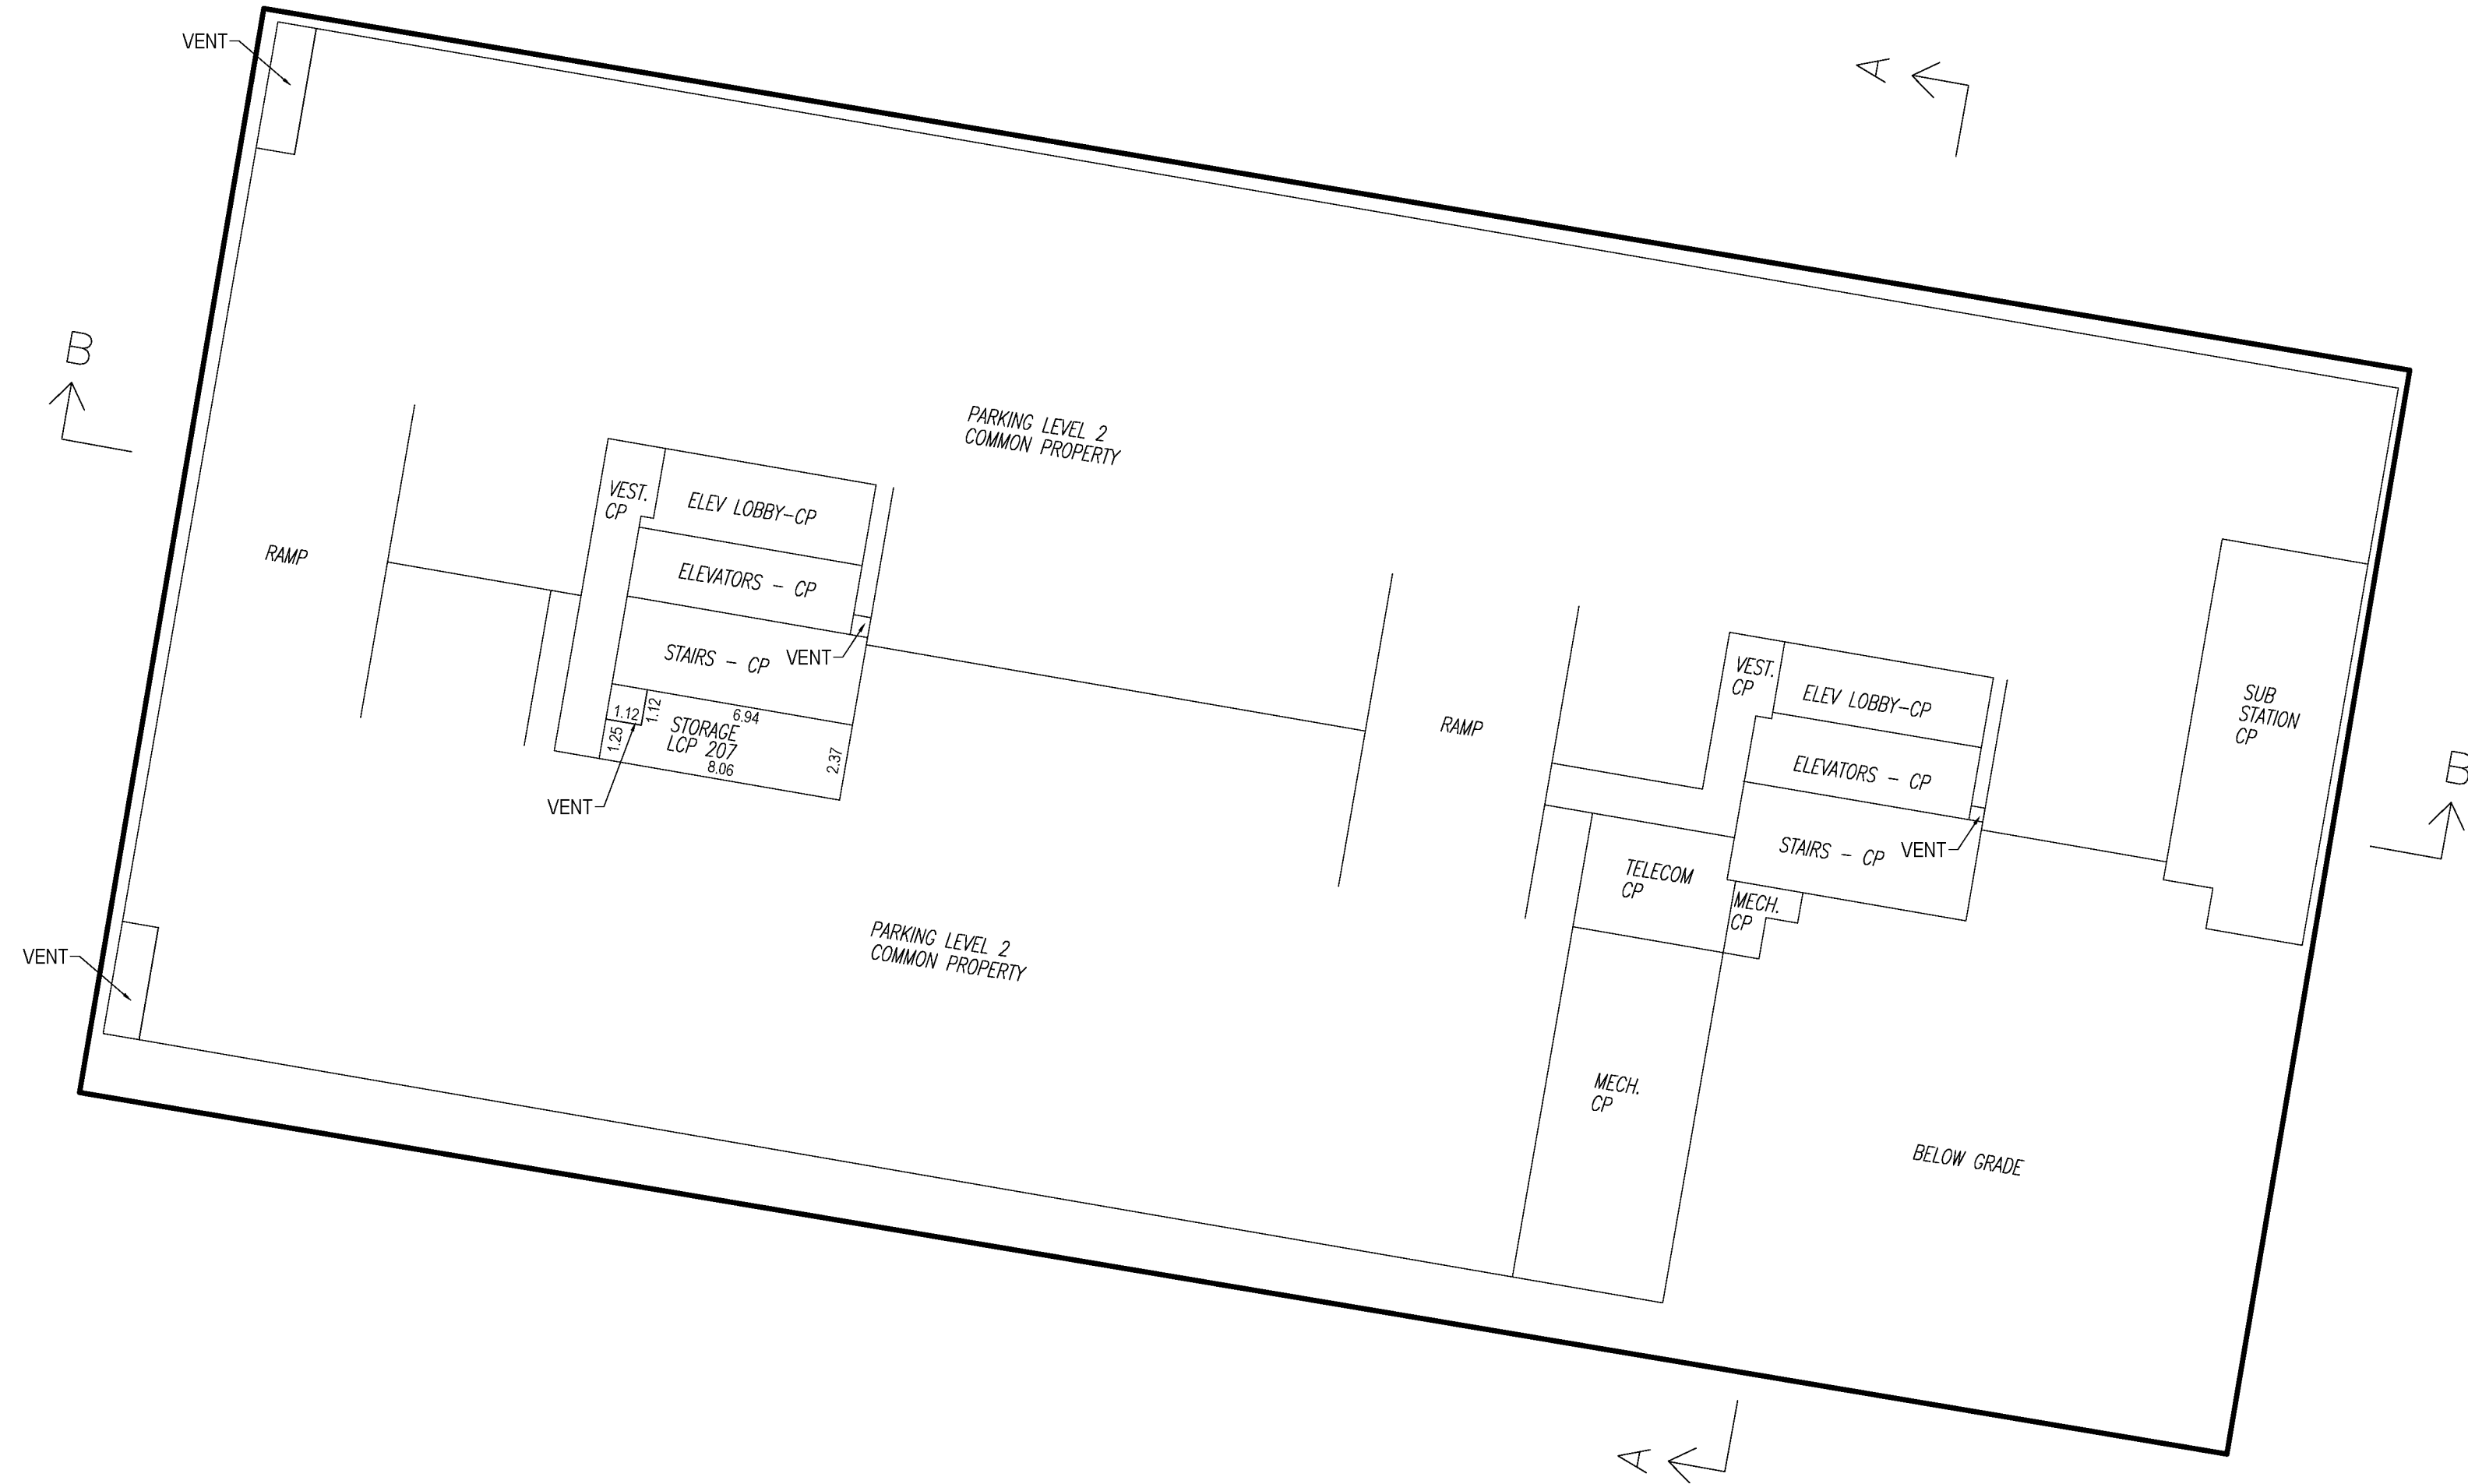 VENT
A
B
PARKING LEVEL 2
COMMON PROPERTY
VEST.
CP
ELEV LOBBY-CP
RAMP
ELEVATORS - CP
STAIRS - CP
VENT
1.12
1.12
6.94
STORAGE
LCP 207
1.25
8.06
2.37
VENT
RAMP
VEST.
CP
ELEV LOBBY-CP
ELEVATORS - CP
STAIRS - CP
VENT
SUB
STATION
CP
B
TELECOM
CP
MECH.
CP
PARKING LEVEL 2
COMMON PROPERTY
VENT
MECH.
CP
BELOW GRADE
A